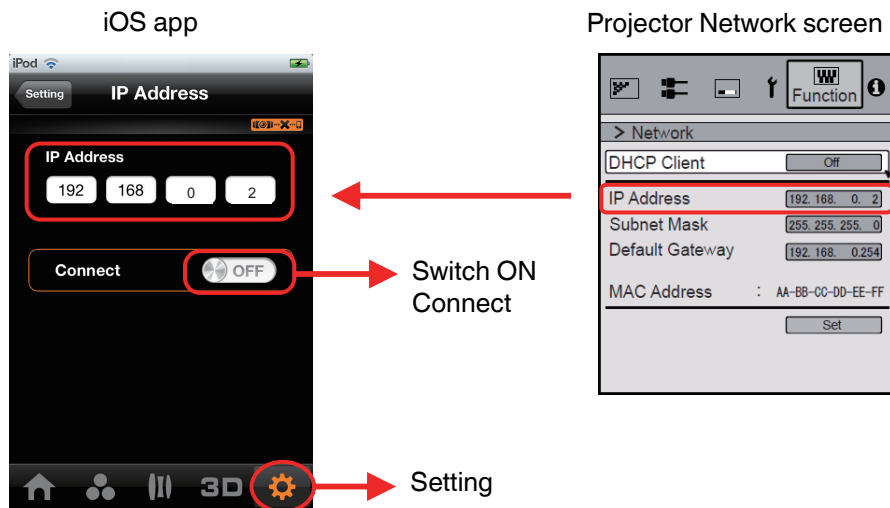 iOS app
iPod
Setting
IP Address
IP Address
192 168 0 2
Connect
OFF
3D
Switch ON
Connect
Setting
Projector Network screen
Function
> Network
DHCP Client Off
IP Address 192. 168. 0. 2
Subnet Mask 255. 255. 255. 0
Default Gateway 192. 168. 0.254
MAC Address : AA-BB-CC-DD-EE-FF
Set